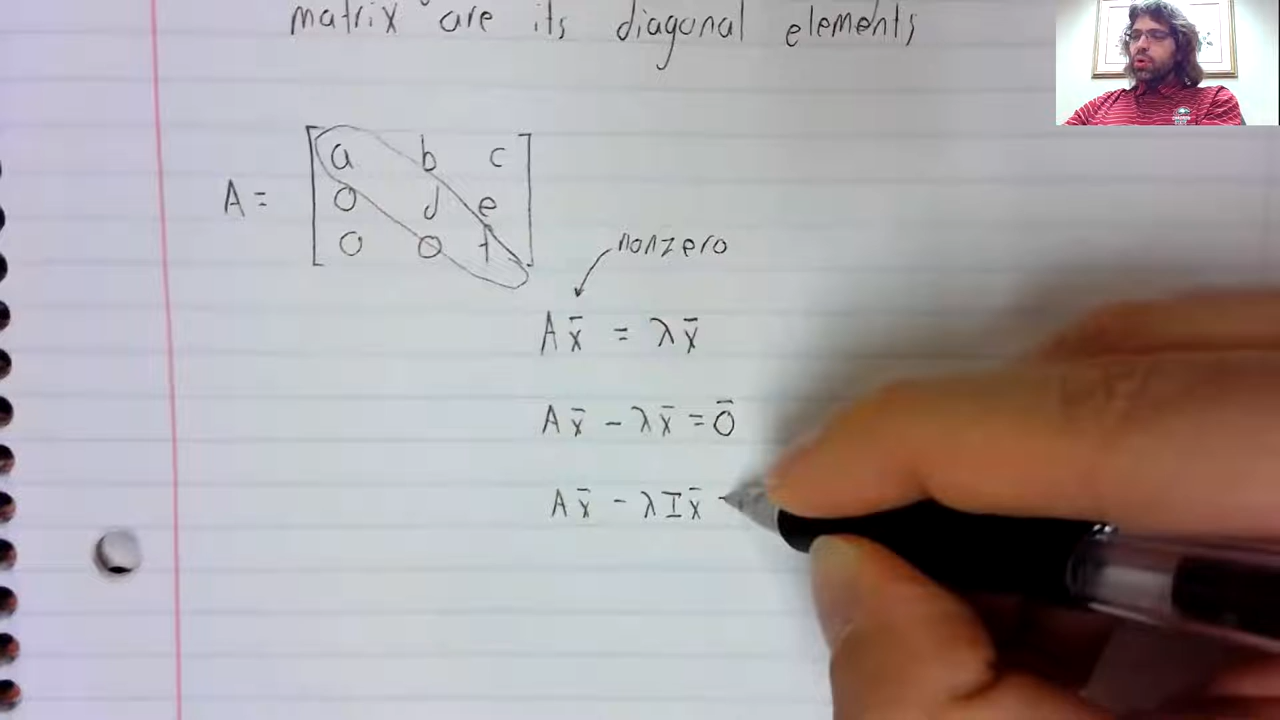 matrix are its diagonal elements
A = [a b c
0 d e
0 0 f]
nonzero
Ax̄ = λx̄
Ax̄ - λx̄ = 0̄
Ax̄ - λIx̄ -